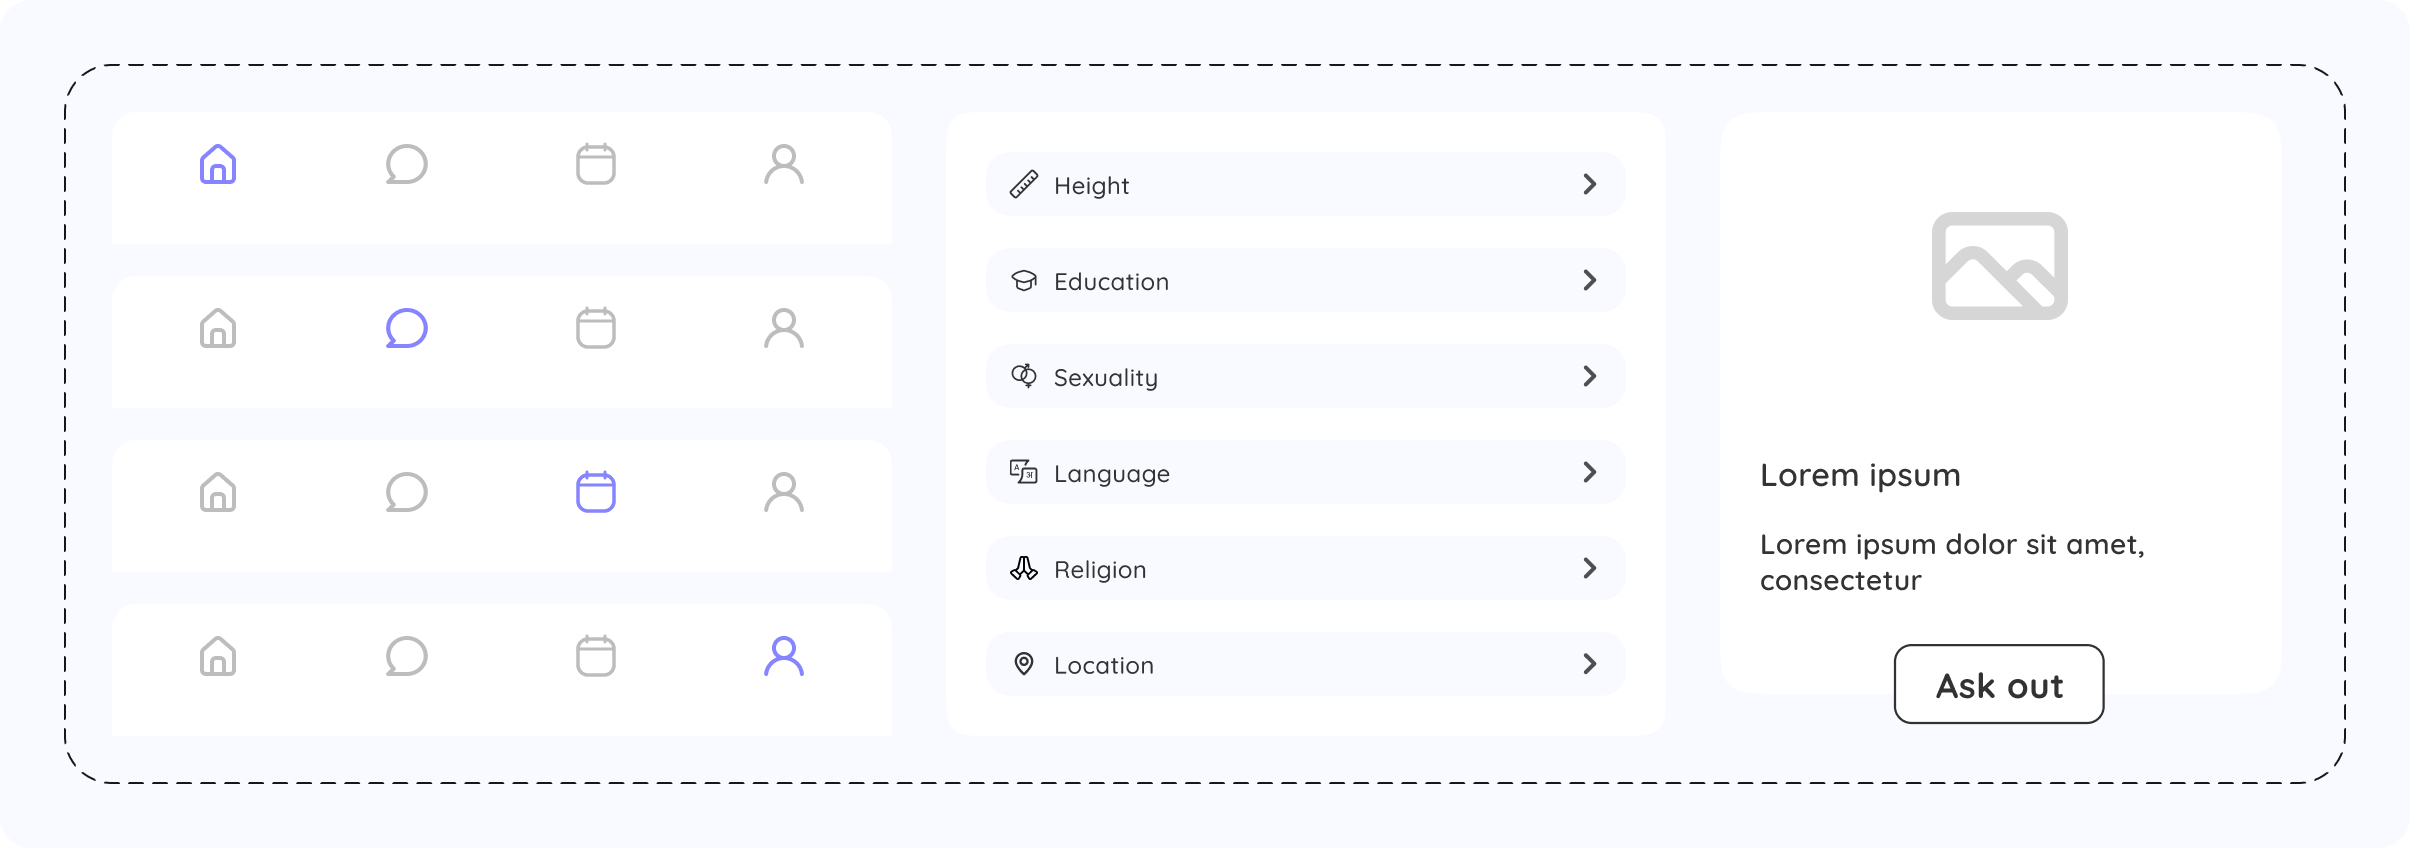 Height
Education
Sexuality
Language
Religion
Location
Lorem ipsum
Lorem ipsum dolor sit amet,
consectetur
Ask out